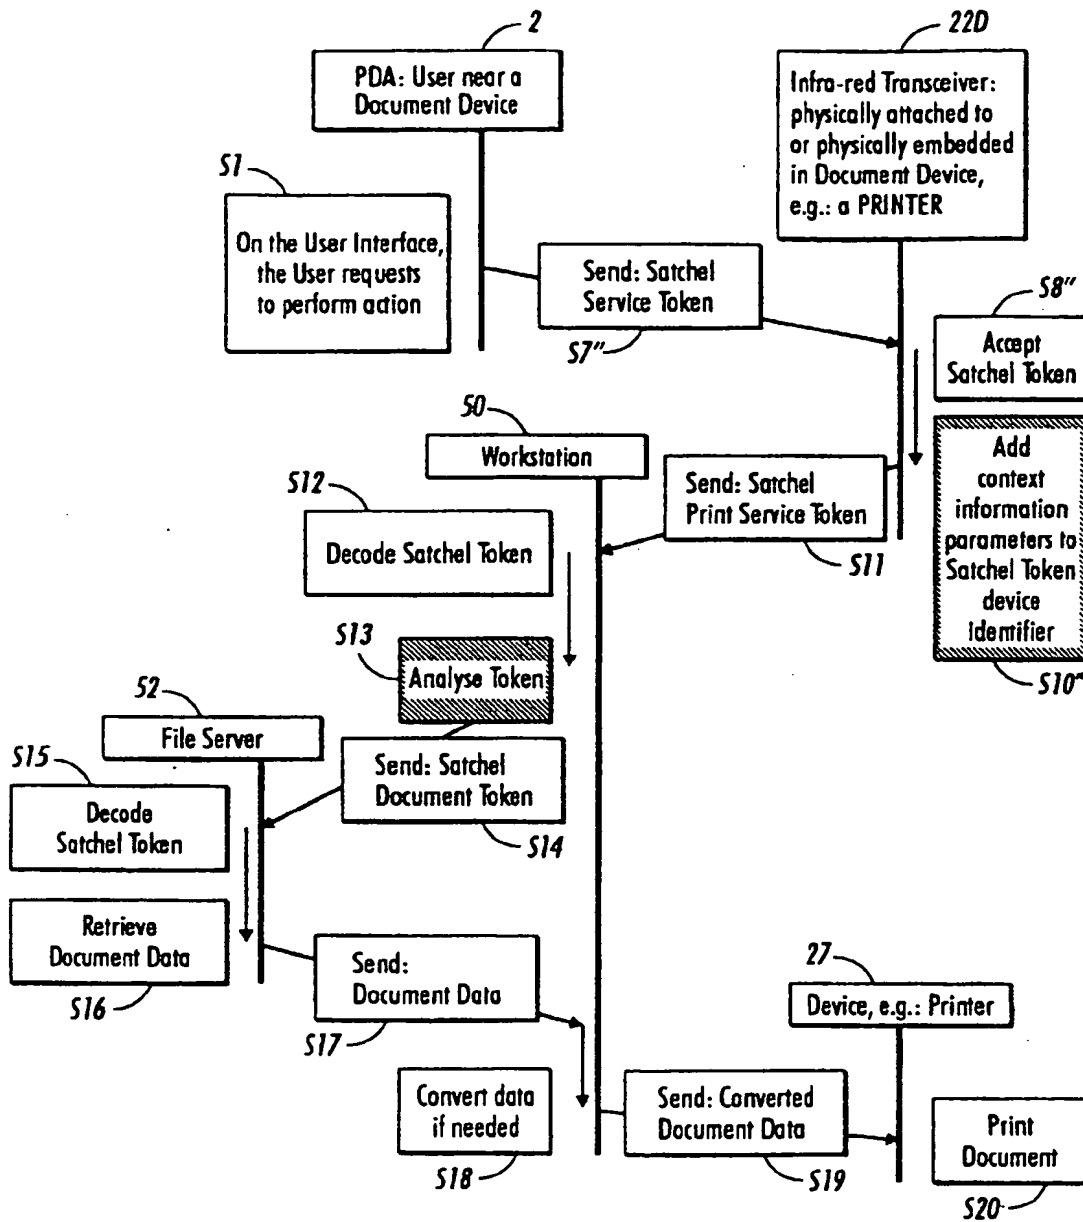 2
PDA: User near a
Document Device
22D
Infra-red Transceiver:
physically attached to
or physically embedded
in Document Device,
e.g.: a PRINTER
S1
On the User Interface,
the User requests
to perform action
Send: Satchel
Service Token
S7"
S8"
Accept
Satchel Token
50
Workstation
Send: Satchel
Print Service Token
S11
Add
context
information
parameters to
Satchel Token
device
identifier
S10"
S12
Decode Satchel Token
S13
Analyse Token
52
File Server
Send: Satchel
Document Token
S14
S15
Decode
Satchel Token
Retrieve
Document Data
S16
Send:
Document Data
S17
27
Device, e.g.: Printer
Convert data
if needed
S18
Send: Converted
Document Data
S19
Print
Document
S20